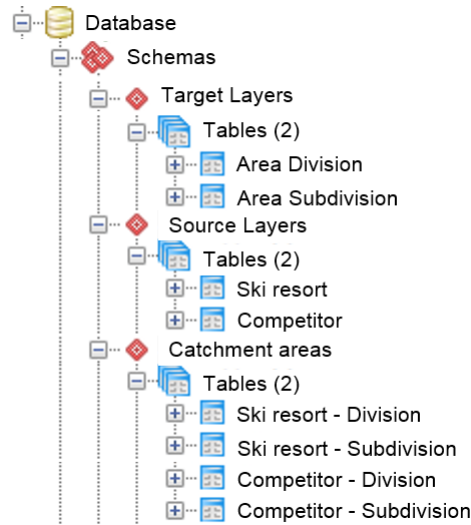 Database
Schemas
Target Layers
Tables (2)
Area Division
Area Subdivision
Source Layers
Tables (2)
Ski resort
Competitor
Catchment areas
Tables (2)
Ski resort - Division
Ski resort - Subdivision
Competitor - Division
Competitor - Subdivision